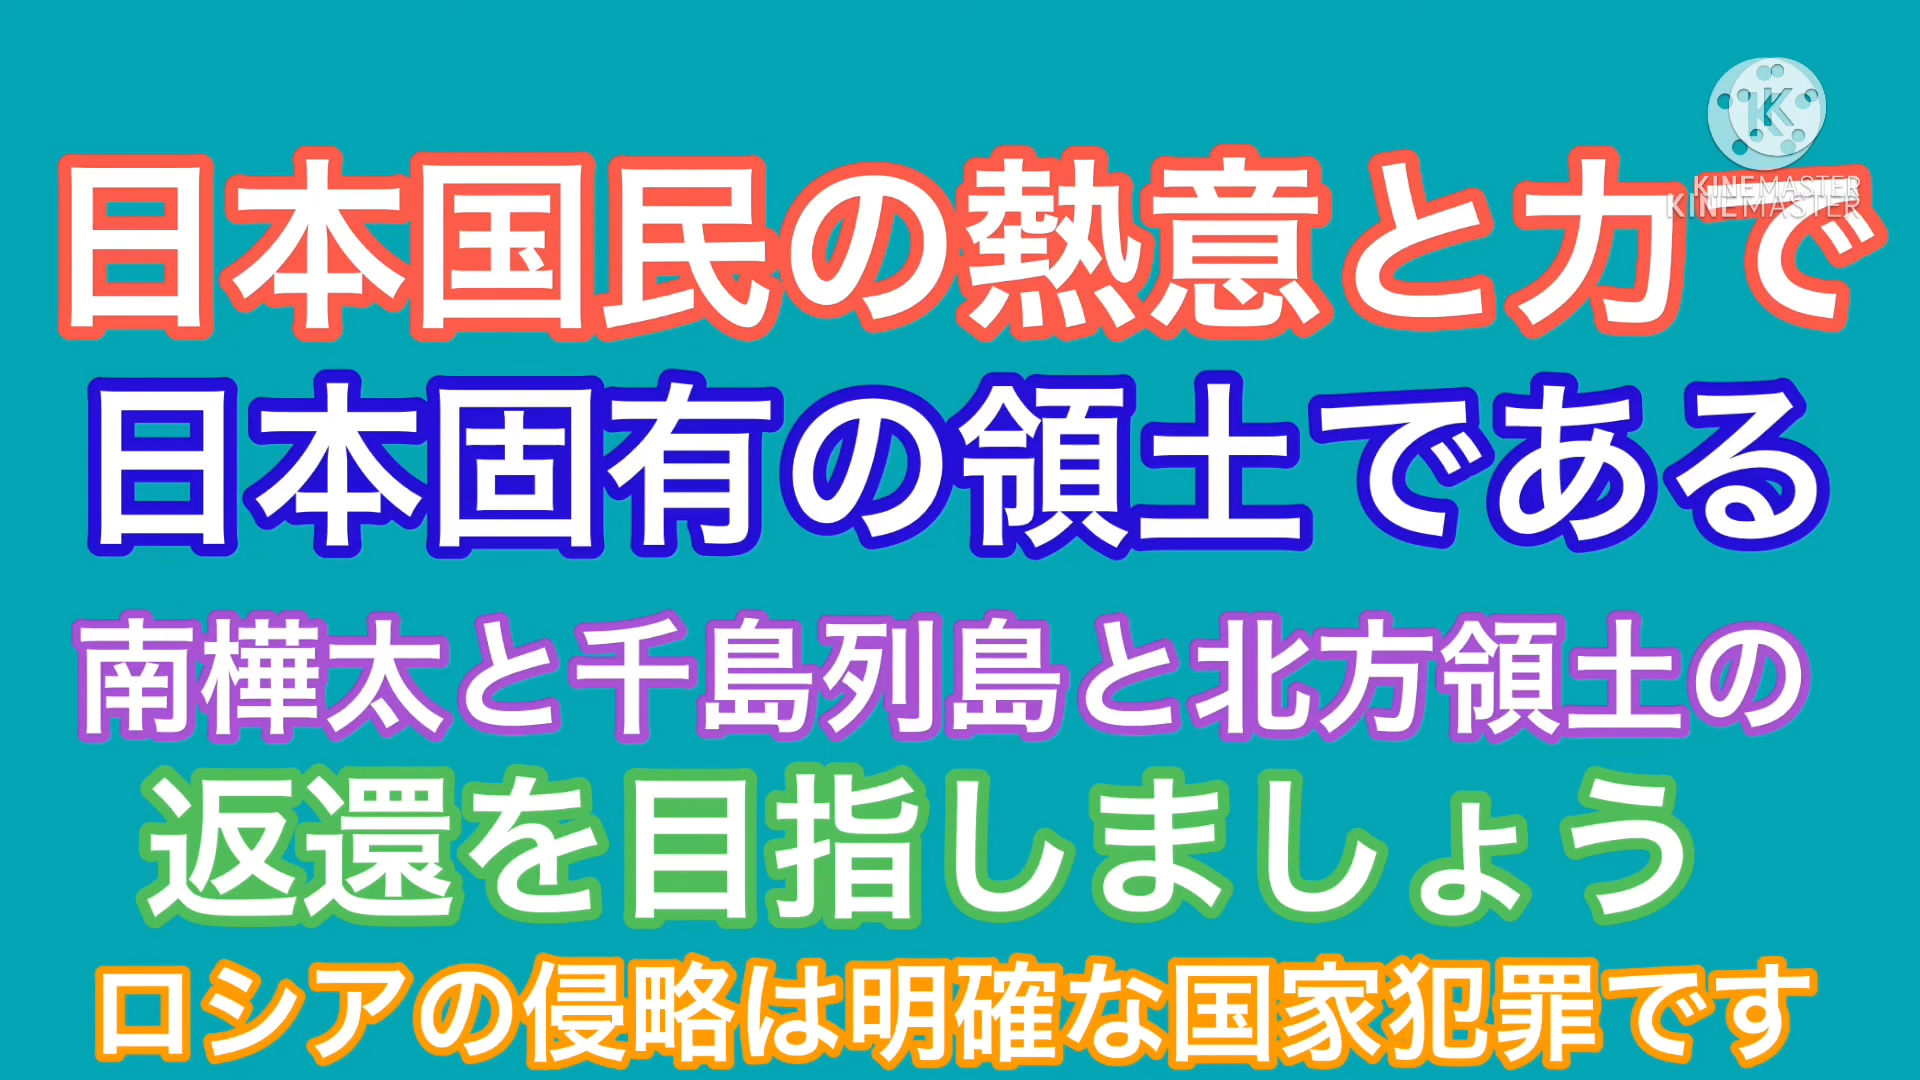 日本国民の熱意と力で
KINEMASTER
KINEMASTER
日本固有の領土である
南樺太と千島列島と北方領土の
返還を目指しましょう
ロシアの侵略は明確な国家犯罪です